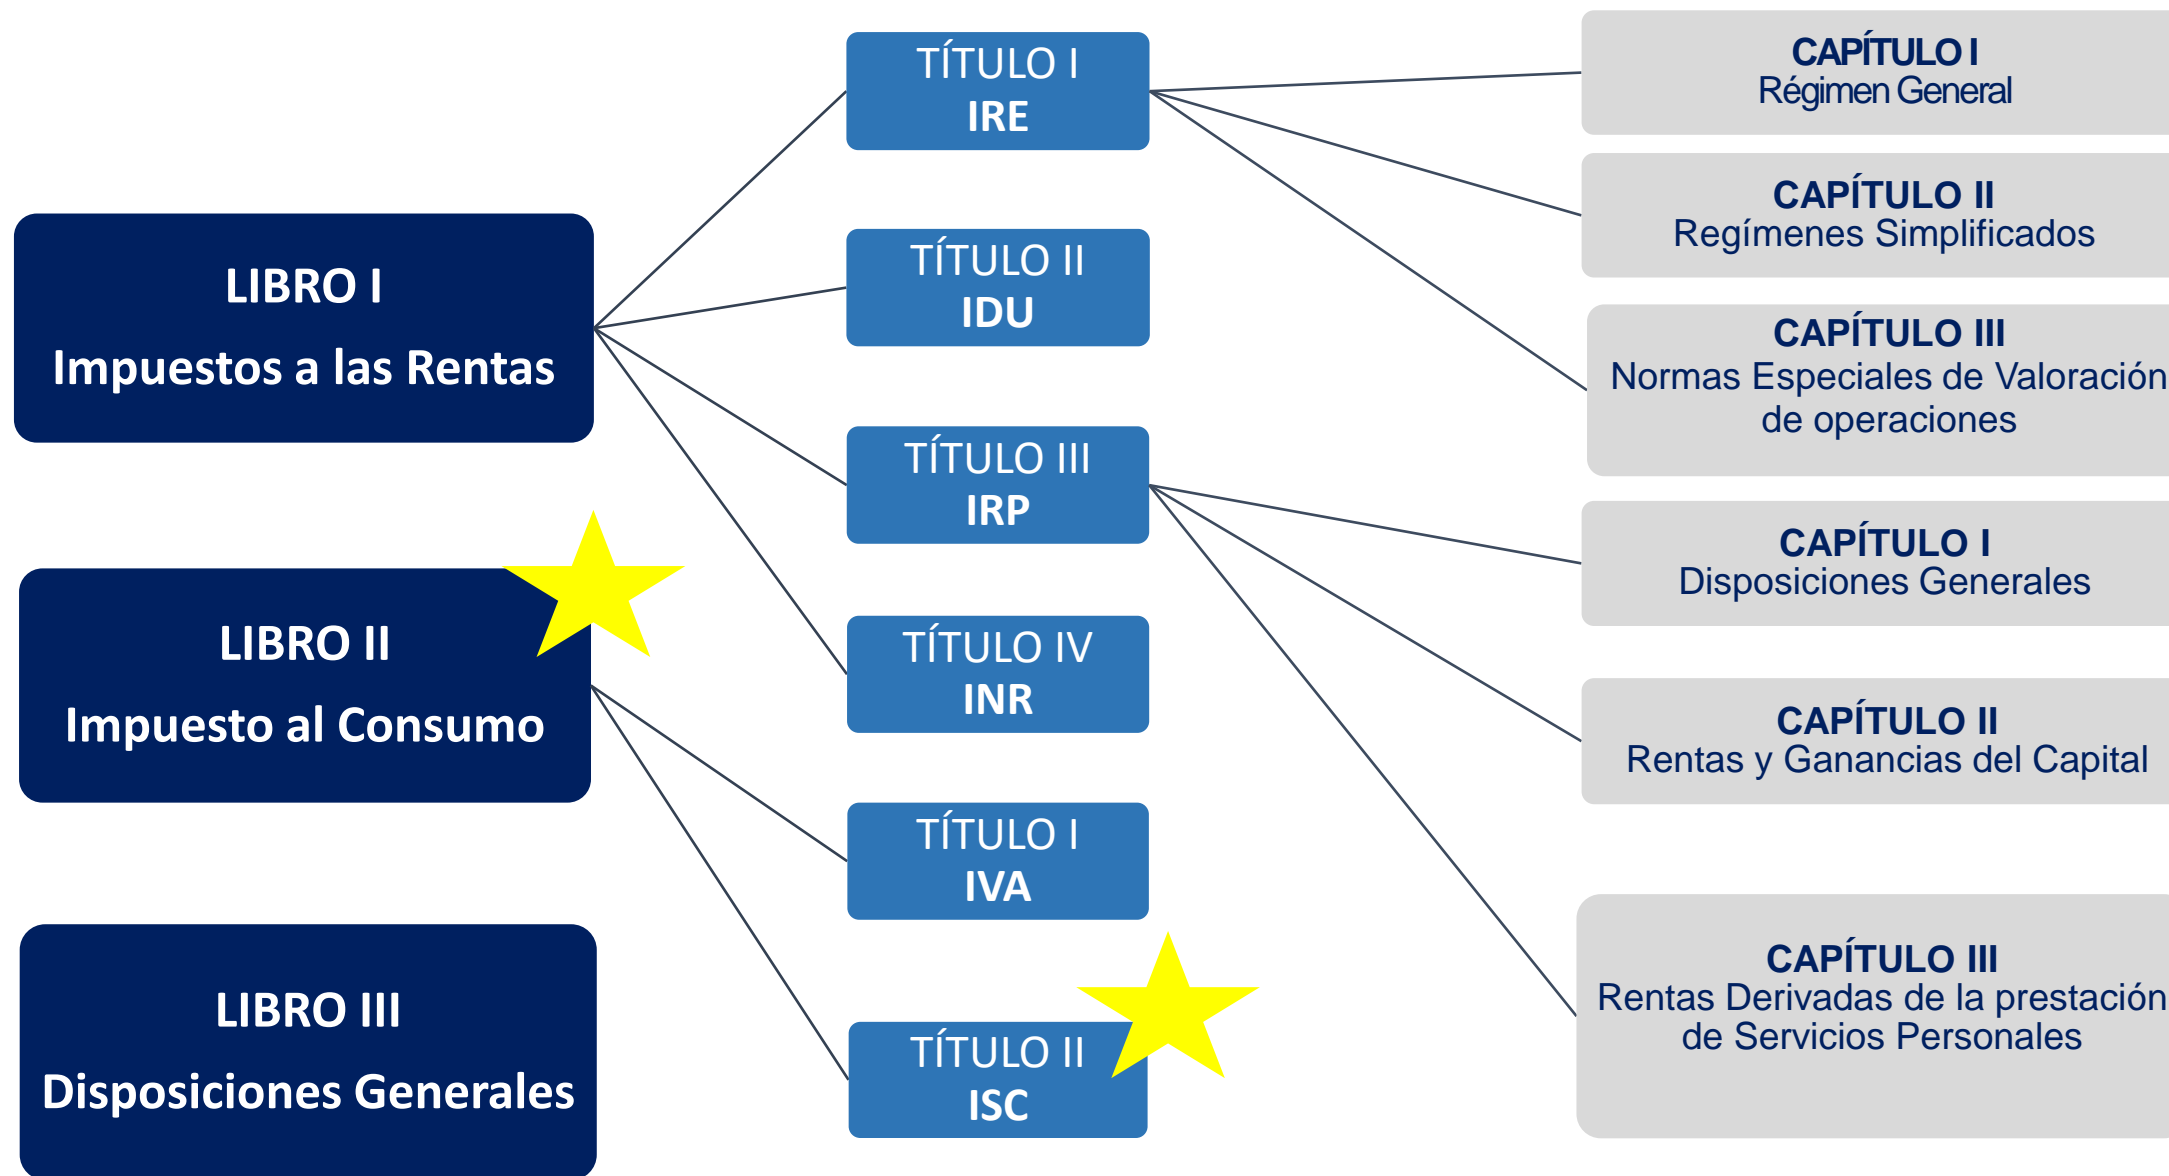 LIBRO I
Impuestos a las Rentas
LIBRO II
Impuesto al Consumo
LIBRO III
Disposiciones Generales
TÍTULO I
IRE
TÍTULO II
IDU
TÍTULO III
IRP
TÍTULO IV
INR
TÍTULO I
IVA
TÍTULO II
ISC
CAPÍTULO I
Régimen General
CAPÍTULO II
Regímenes Simplificados
CAPÍTULO III
Normas Especiales de Valoración
de operaciones
CAPÍTULO I
Disposiciones Generales
CAPÍTULO II
Rentas y Ganancias del Capital
CAPÍTULO III
Rentas Derivadas de la prestación
de Servicios Personales